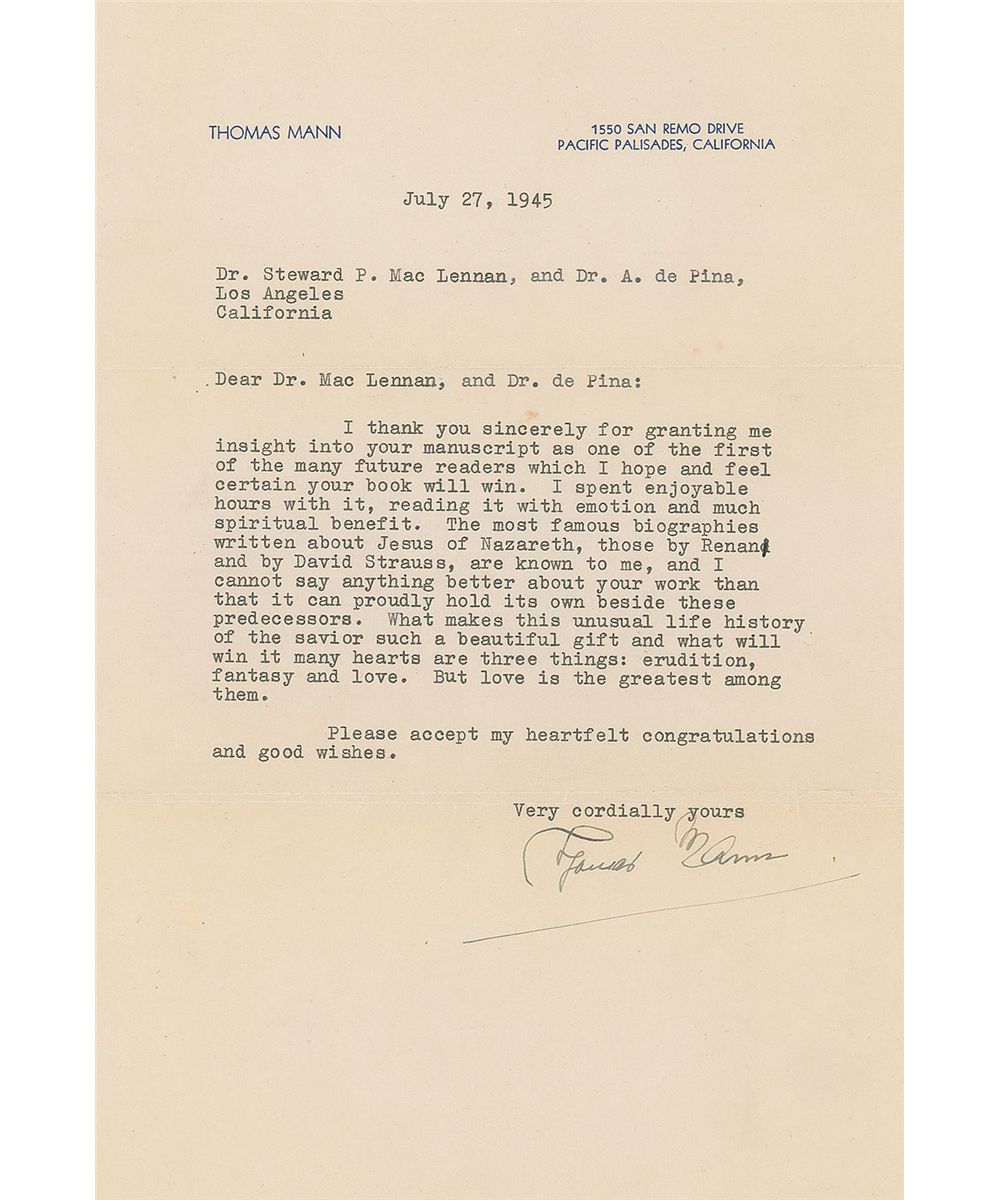 THOMAS MANN
1550 SAN REMO DRIVE
PACIFIC PALISADES, CALIFORNIA
July 27, 1945
Dr. Steward P. Mac Lennan, and Dr. A. de Pina,
Los Angeles
California
Dear Dr. Mac Lennan, and Dr. de Pina:
I thank you sincerely for granting me
insight into your manuscript as one of the first
of the many future readers which I hope and feel
certain your book will win. I spent enjoyable
hours with it, reading it with emotion and much
spiritual benefit. The most famous biographies
written about Jesus of Nazareth, those by Renan
and by David Strauss, are known to me, and I
cannot say anything better about your work than
that it can proudly hold its own beside these
predecessors. What makes this unusual life history
of the savior such a beautiful gift and what will
win it many hearts are three things: erudition,
fantasy and love. But love is the greatest among
them.
Please accept my heartfelt congratulations
and good wishes.
Very cordially yours
Thomas Mann